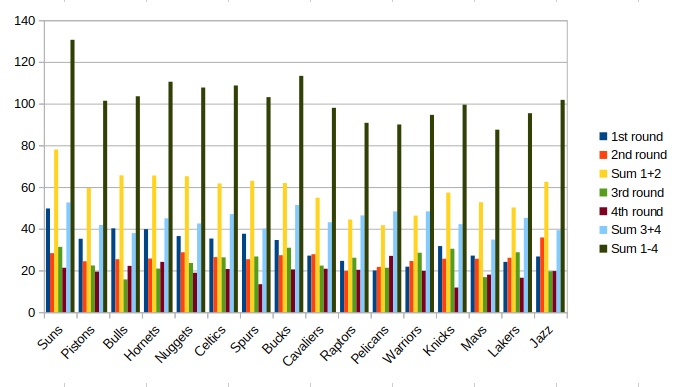 140
120
100
80
60
40
20
0
Suns
Pistons
Bulls
Hornets
Nuggets
Celtics
Spurs
Bucks
Cavaliers
Raptors
Pelicans
Warriors
Knicks
Mavs
Lakers
Jazz
1st round
2nd round
Sum 1+2
3rd round
4th round
Sum 3+4
Sum 1-4